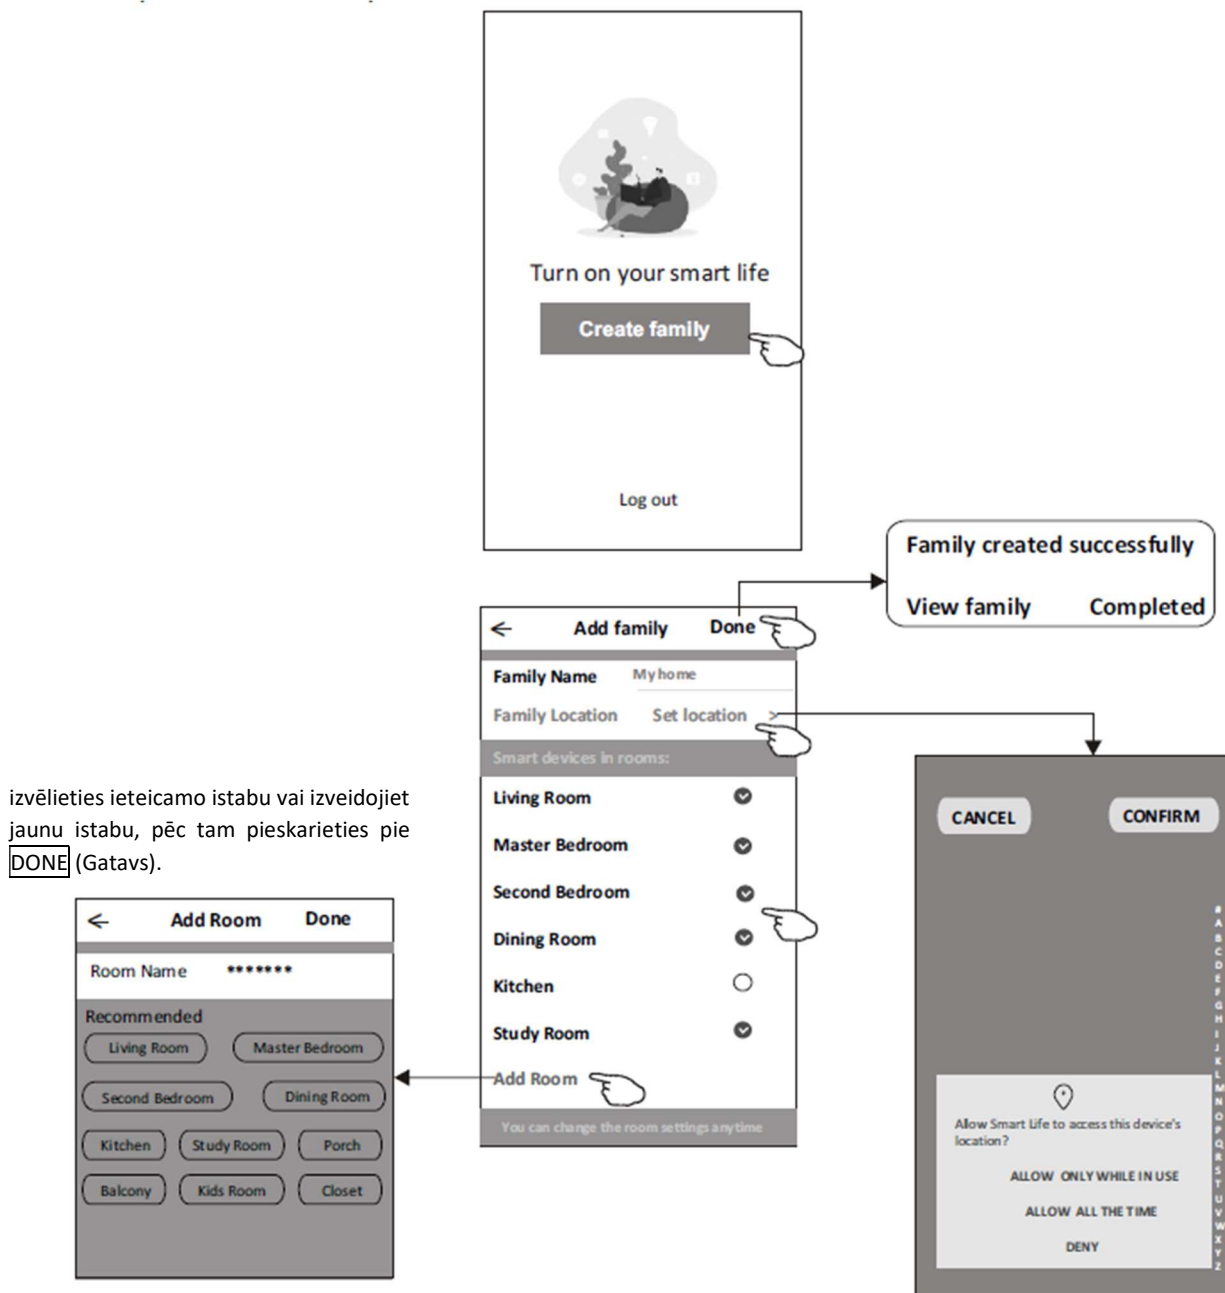 Turn on your smart life
Create family
Log out
Family created successfully
View family Completed
Add family Done
Family Name My home
Family Location Set location >
Smart devices in rooms:
Living Room
Master Bedroom
Second Bedroom
Dining Room
Kitchen
Study Room
Add Room
You can change the room settings anytime
izvēlieties ieteicamo istabu vai izveidojiet
jaunu istabu, pēc tam pieskarieties pie
DONE (Gatavs).
Add Room Done
Room Name *******
Recommended
Living Room Master Bedroom
Second Bedroom Dining Room
Kitchen Study Room Porch
Balcony Kids Room Closet
CANCEL CONFIRM
#
A
B
C
D
E
F
G
H
I
J
K
L
M
N
O
P
Q
R
S
T
U
V
W
X
Y
Z
Allow Smart Life to access this device's
location?
ALLOW ONLY WHILE IN USE
ALLOW ALL THE TIME
DENY